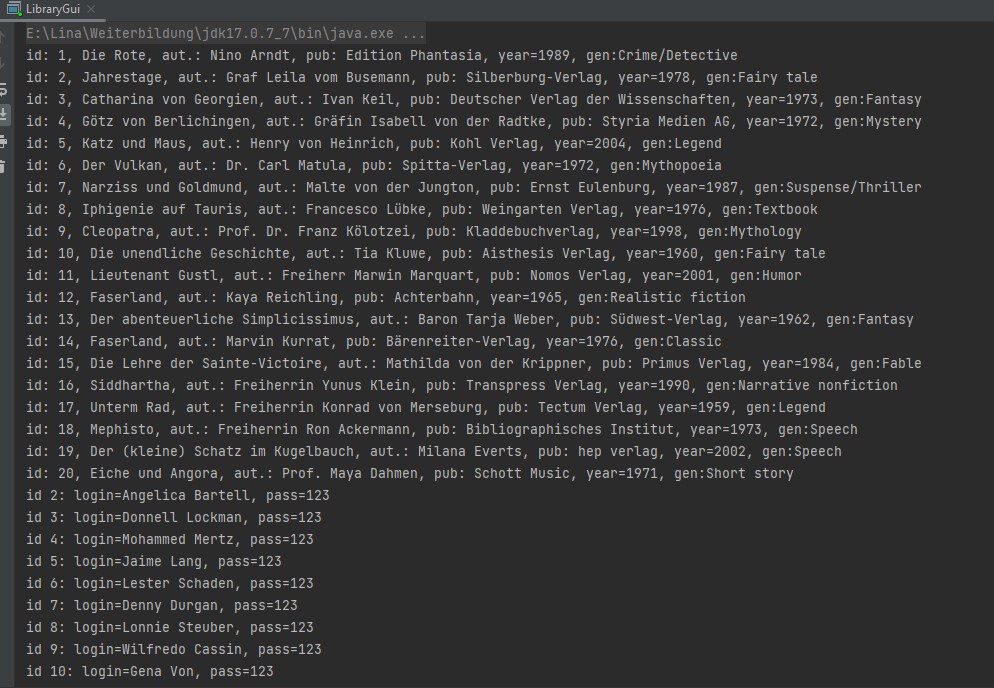 LibraryGui
E:\Lina\Weiterbildung\jdk17.0.7_7\bin\java.exe ...
id: 1, Die Rote, aut.: Nino Arndt, pub: Edition Phantasia, year=1989, gen:Crime/Detective
id: 2, Jahrestage, aut.: Graf Leila vom Busemann, pub: Silberburg-Verlag, year=1978, gen:Fairy tale
id: 3, Catharina von Georgien, aut.: Ivan Keil, pub: Deutscher Verlag der Wissenschaften, year=1973, gen:Fantasy
id: 4, Götz von Berlichingen, aut.: Gräfin Isabell von der Radtke, pub: Styria Medien AG, year=1972, gen:Mystery
id: 5, Katz und Maus, aut.: Henry von Heinrich, pub: Kohl Verlag, year=2004, gen:Legend
id: 6, Der Vulkan, aut.: Dr. Carl Matula, pub: Spitta-Verlag, year=1972, gen:Mythopoeia
id: 7, Narziss und Goldmund, aut.: Malte von der Jungton, pub: Ernst Eulenburg, year=1987, gen:Suspense/Thriller
id: 8, Iphigenie auf Tauris, aut.: Francesco Lübke, pub: Weingarten Verlag, year=1976, gen:Textbook
id: 9, Cleopatra, aut.: Prof. Dr. Franz Kölotzei, pub: Kladdebuchverlag, year=1998, gen:Mythology
id: 10, Die unendliche Geschichte, aut.: Tia Kluwe, pub: Aisthesis Verlag, year=1960, gen:Fairy tale
id: 11, Lieutenant Gustl, aut.: Freiherr Marwin Marquart, pub: Nomos Verlag, year=2001, gen:Humor
id: 12, Faserland, aut.: Kaya Reichling, pub: Achterbahn, year=1965, gen:Realistic fiction
id: 13, Der abenteuerliche Simplicissimus, aut.: Baron Tarja Weber, pub: Südwest-Verlag, year=1962, gen:Fantasy
id: 14, Faserland, aut.: Marvin Kurrat, pub: Bärenreiter-Verlag, year=1976, gen:Classic
id: 15, Die Lehre der Sainte-Victoire, aut.: Mathilda von der Krippner, pub: Primus Verlag, year=1984, gen:Fable
id: 16, Siddhartha, aut.: Freiherrin Yunus Klein, pub: Transpress Verlag, year=1990, gen:Narrative nonfiction
id: 17, Unterm Rad, aut.: Freiherrin Konrad von Merseburg, pub: Tectum Verlag, year=1959, gen:Legend
id: 18, Mephisto, aut.: Freiherrin Ron Ackermann, pub: Bibliographisches Institut, year=1973, gen:Speech
id: 19, Der (kleine) Schatz im Kugelbauch, aut.: Milana Everts, pub: hep verlag, year=2002, gen:Speech
id: 20, Eiche und Angora, aut.: Prof. Maya Dahmen, pub: Schott Music, year=1971, gen:Short story
id 2: login=Angelica Bartell, pass=123
id 3: login=Donnell Lockman, pass=123
id 4: login=Mohammed Mertz, pass=123
id 5: login=Jaime Lang, pass=123
id 6: login=Lester Schaden, pass=123
id 7: login=Denny Durgan, pass=123
id 8: login=Lonnie Steuber, pass=123
id 9: login=Wilfredo Cassin, pass=123
id 10: login=Gena Von, pass=123